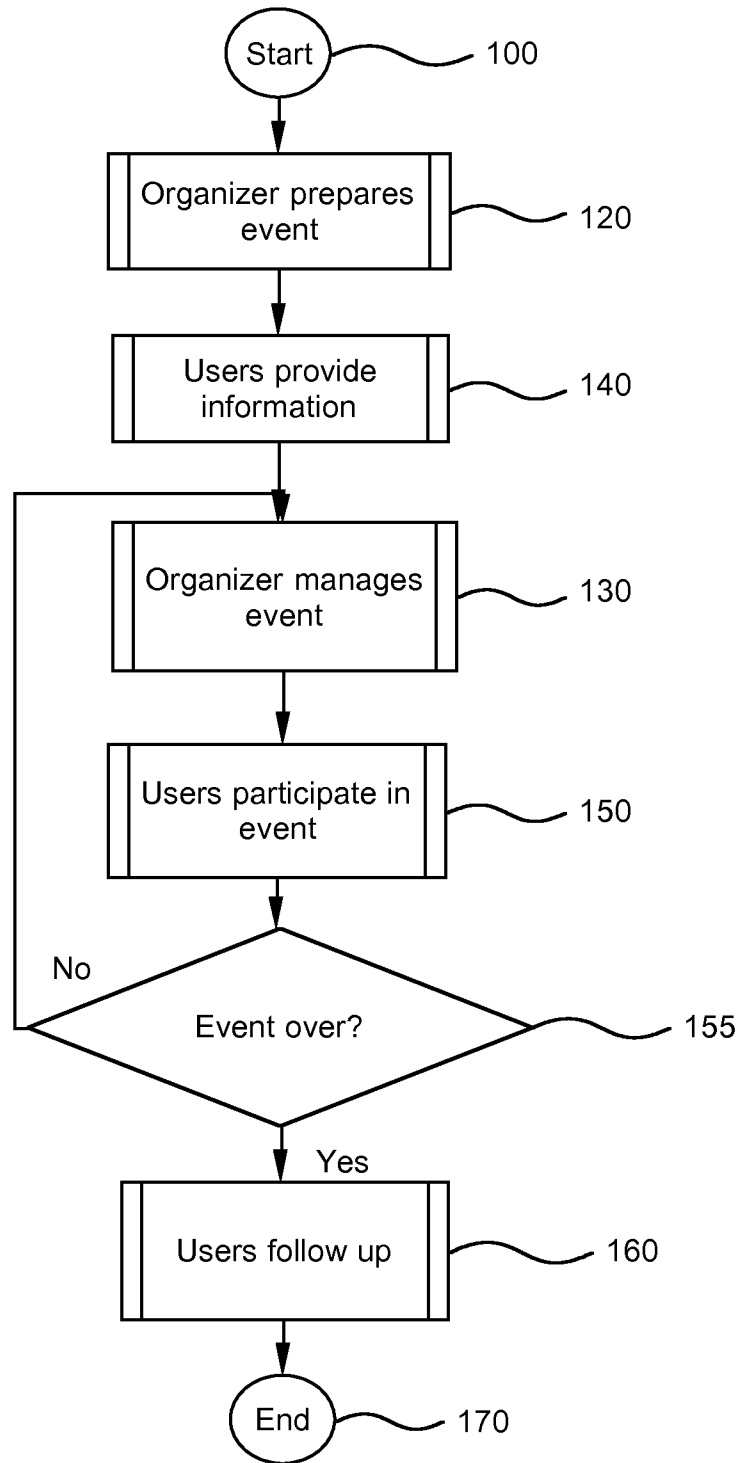 Start
100
Organizer prepares
event
120
Users provide
information
140
Organizer manages
event
130
Users participate in
event
150
No
Event over?
155
Yes
Users follow up
160
End
170